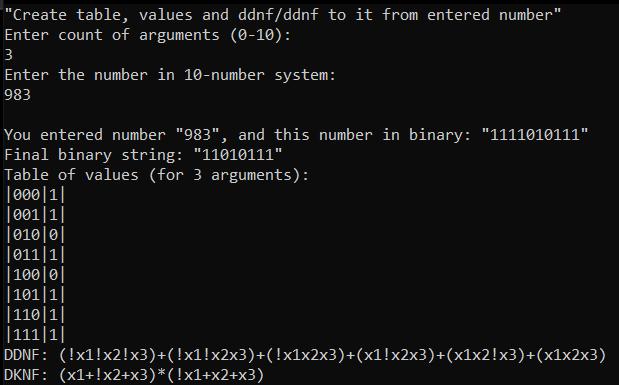 "Create table, values and ddnf/ddnf to it from entered number"
Enter count of arguments (0-10):
3
Enter the number in 10-number system:
983
You entered number "983", and this number in binary: "1111010111"
Final binary string: "11010111"
Table of values (for 3 arguments):
|000|1|
|001|1|
|010|0|
|011|1|
|100|0|
|101|1|
|110|1|
|111|1|
DDNF: (!x1!x2!x3)+(!x1!x2x3)+(!x1x2x3)+(x1!x2x3)+(x1x2!x3)+(x1x2x3)
DKNF: (x1+!x2+x3)*(!x1+x2+x3)